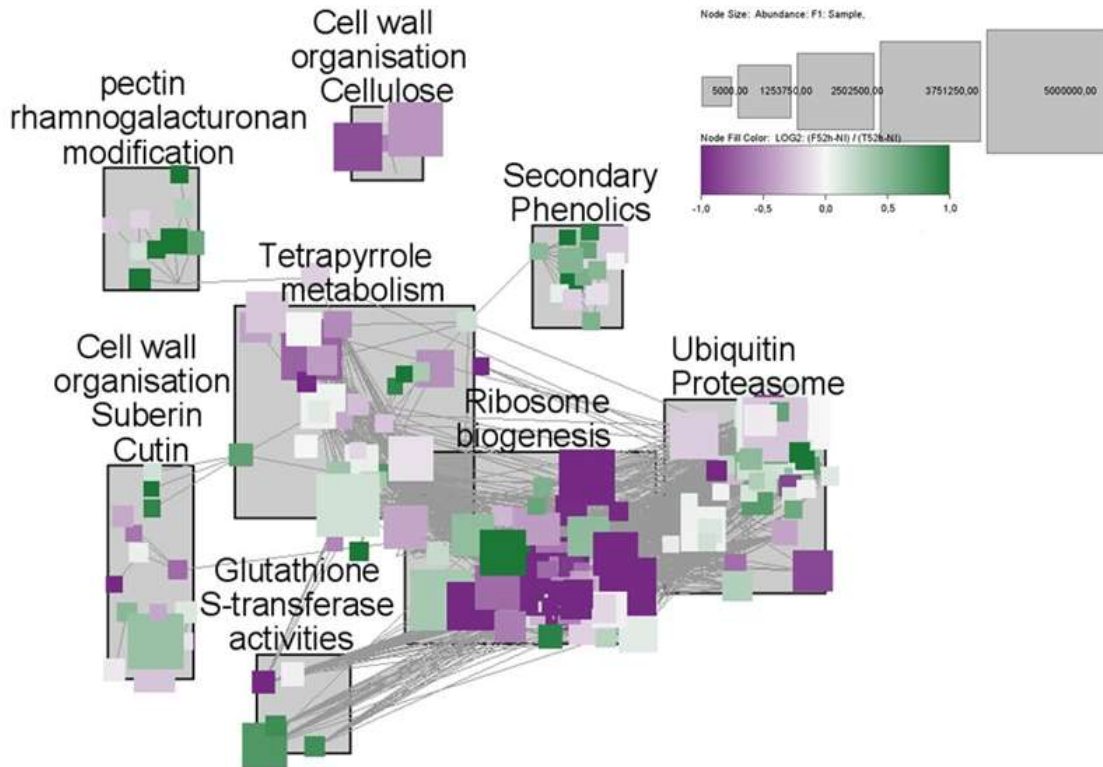 Cell wall
organisation
Cellulose
Node Size: Abundance: F1: Sample,
5000,00
1253750,00
2502500,00
3751250,00
5000000,00
Node Fill Color: LOG2: (F52h-NI) / (T52h-NI)
-1,0
-0,5
0,0
0,5
1,0
pectin
rhamnogalacturonan
modification
Secondary
Phenolics
Tetrapyrrole
metabolism
Cell wall
organisation
Suberin
Cutin
Ubiquitin
Proteasome
Ribosome
biogenesis
Glutathione
S-transferase
activities